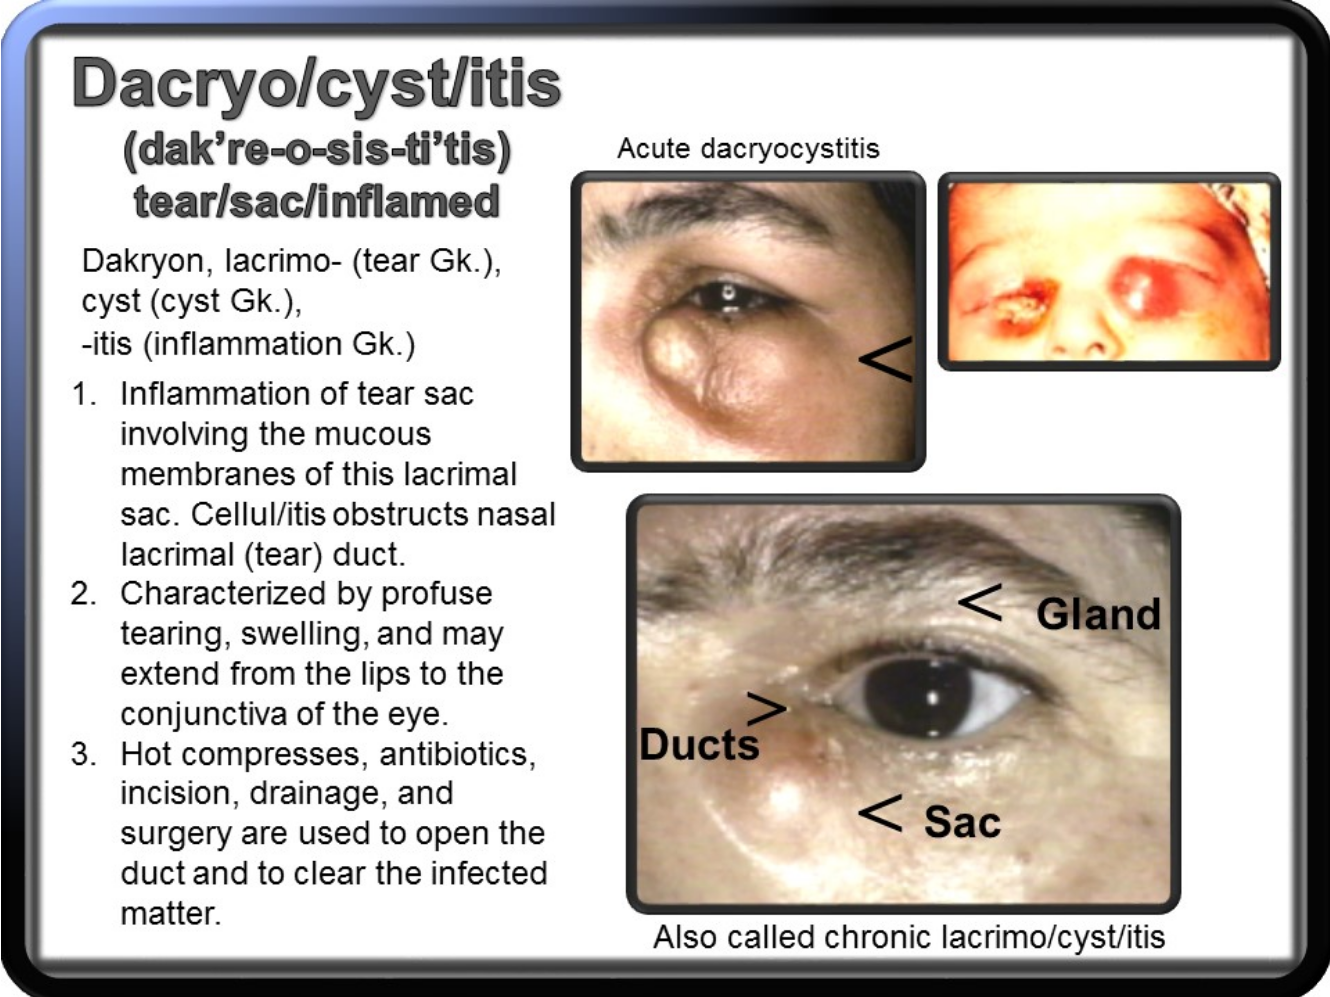 Dacryo/cyst/itis
(dak’re-o-sis-ti’tis)
tear/sac/inflamed
Dakryon, lacrimo- (tear Gk.),
cyst (cyst Gk.),
-itis (inflammation Gk.)
1. Inflammation of tear sac
involving the mucous
membranes of this lacrimal
sac. Cellul/itis obstructs nasal
lacrimal (tear) duct.
2. Characterized by profuse
tearing, swelling, and may
extend from the lips to the
conjunctiva of the eye.
3. Hot compresses, antibiotics,
incision, drainage, and
surgery are used to open the
duct and to clear the infected
matter.
Acute dacryocystitis
<
< Gland
>
Ducts
< Sac
Also called chronic lacrimo/cyst/itis